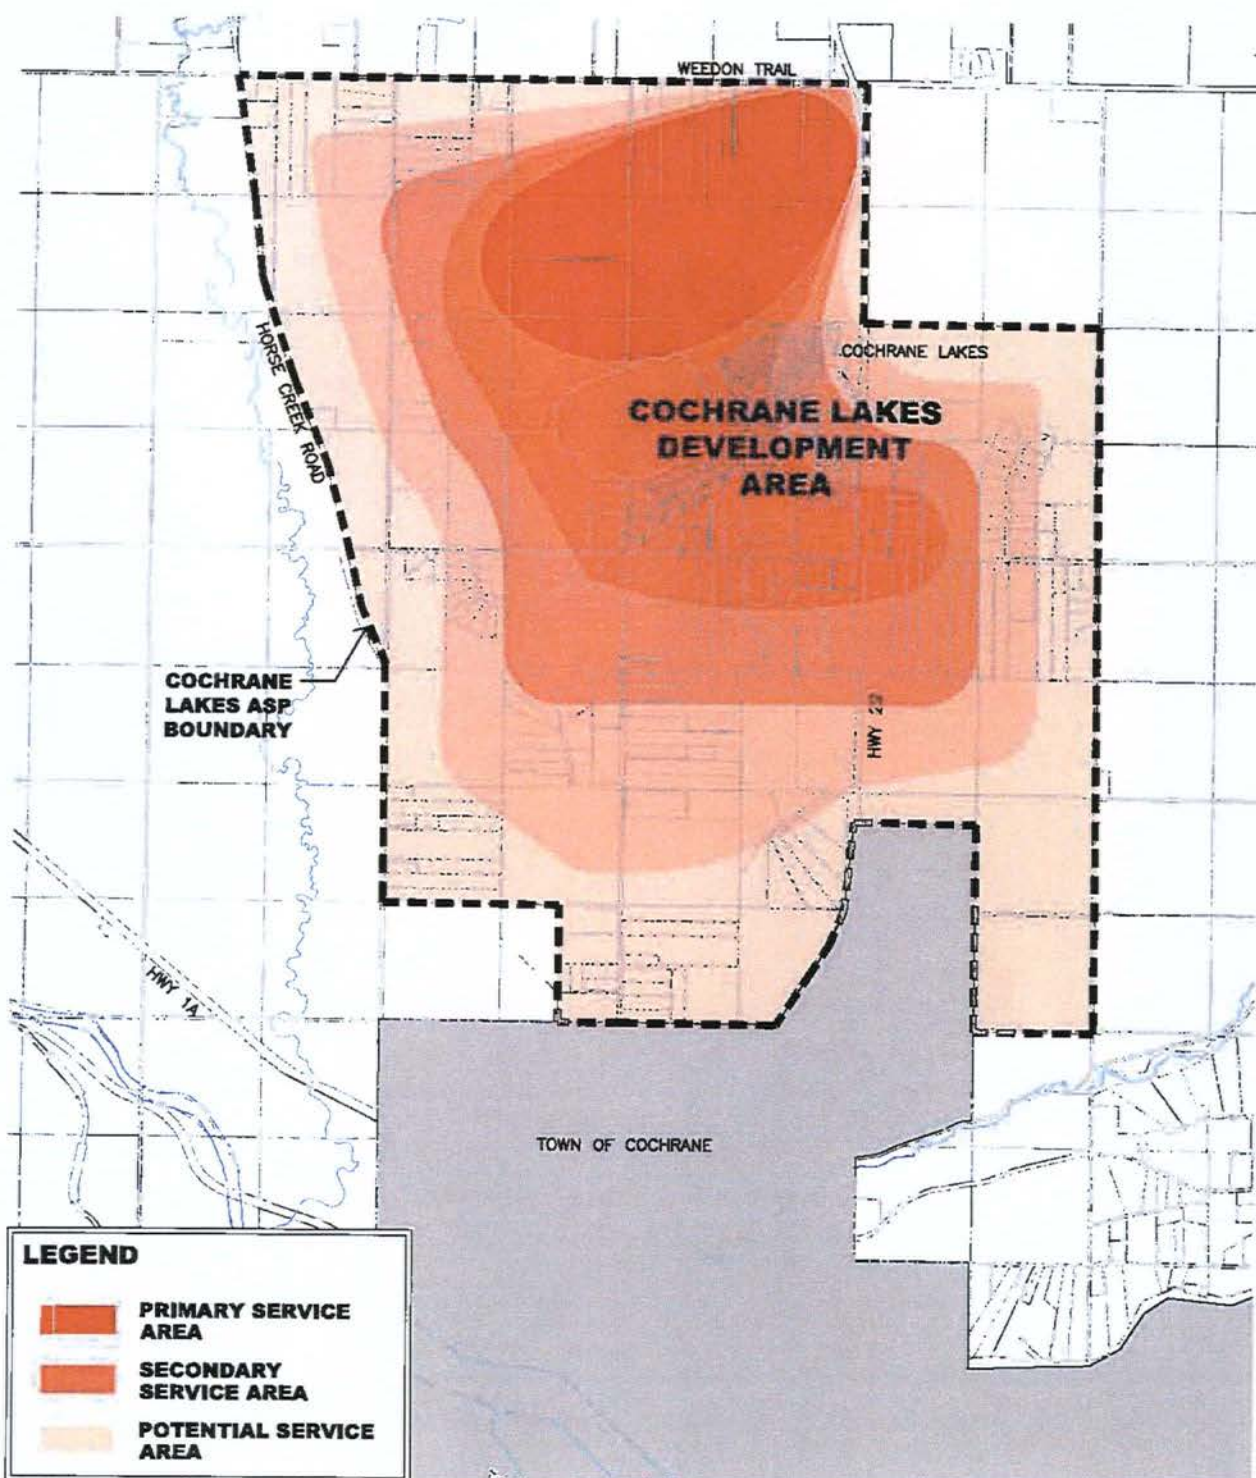 WEEDON TRAIL
HORSE CREEK ROAD
COCHRANE LAKES
COCHRANE LAKES
DEVELOPMENT
AREA
COCHRANE
LAKES ASP
BOUNDARY
HWY 22
HWY 1A
TOWN OF COCHRANE
LEGEND
PRIMARY SERVICE
AREA
SECONDARY
SERVICE AREA
POTENTIAL SERVICE
AREA